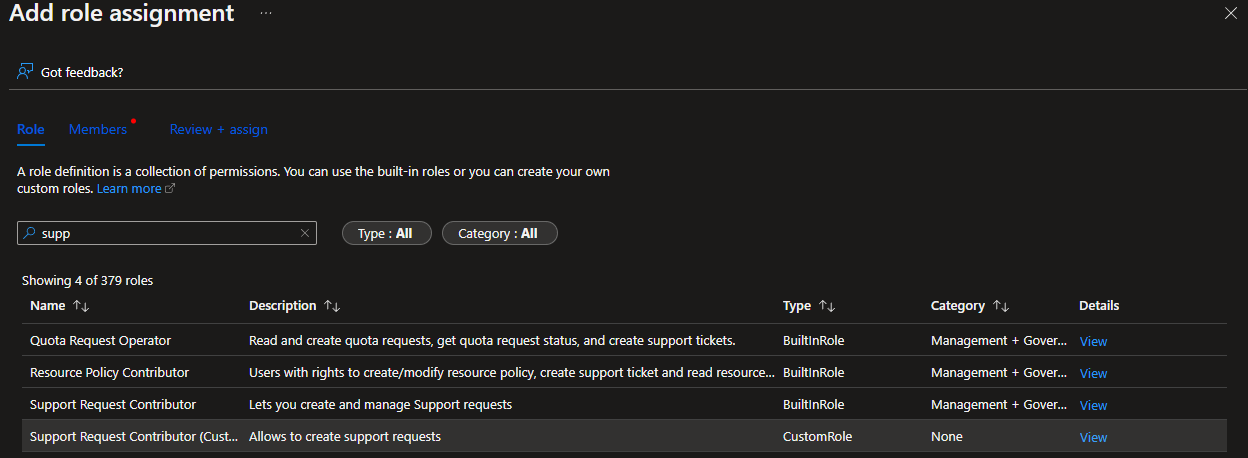 Add role assignment ...
Got feedback?
Role Members Review + assign
A role definition is a collection of permissions. You can use the built-in roles or you can create your own
custom roles. Learn more
supp Type : All Category : All
Showing 4 of 379 roles
Name Description Type Category Details
Quota Request Operator Read and create quota requests, get quota request status, and create support tickets. BuiltInRole Management + Gover... View
Resource Policy Contributor Users with rights to create/modify resource policy, create support ticket and read resource... BuiltInRole Management + Gover... View
Support Request Contributor Lets you create and manage Support requests BuiltInRole Management + Gover... View
Support Request Contributor (Cust... Allows to create support requests CustomRole None View